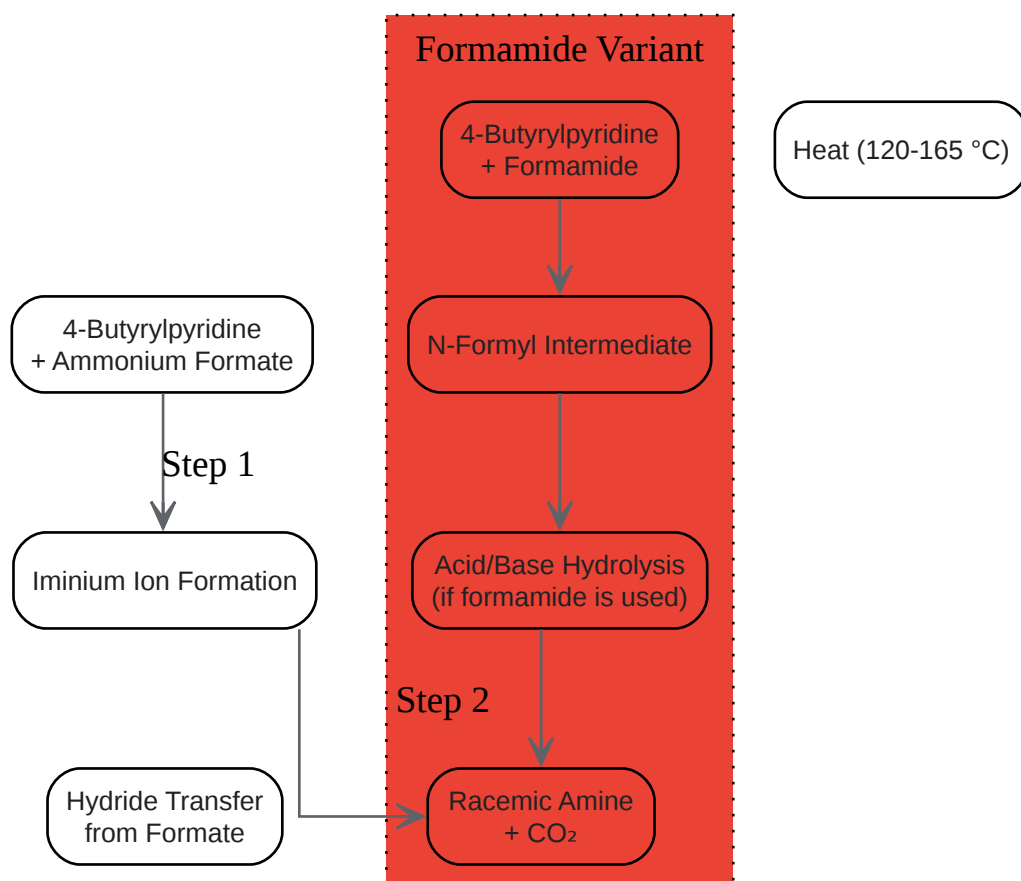 Formamide Variant
4-Butyrylpyridine
+ Formamide
Heat (120-165 °C)
4-Butyrylpyridine
+ Ammonium Formate
N-Formyl Intermediate
Step 1
Iminium Ion Formation
Acid/Base Hydrolysis
(if formamide is used)
Step 2
Hydride Transfer
from Formate
Racemic Amine
+ CO₂